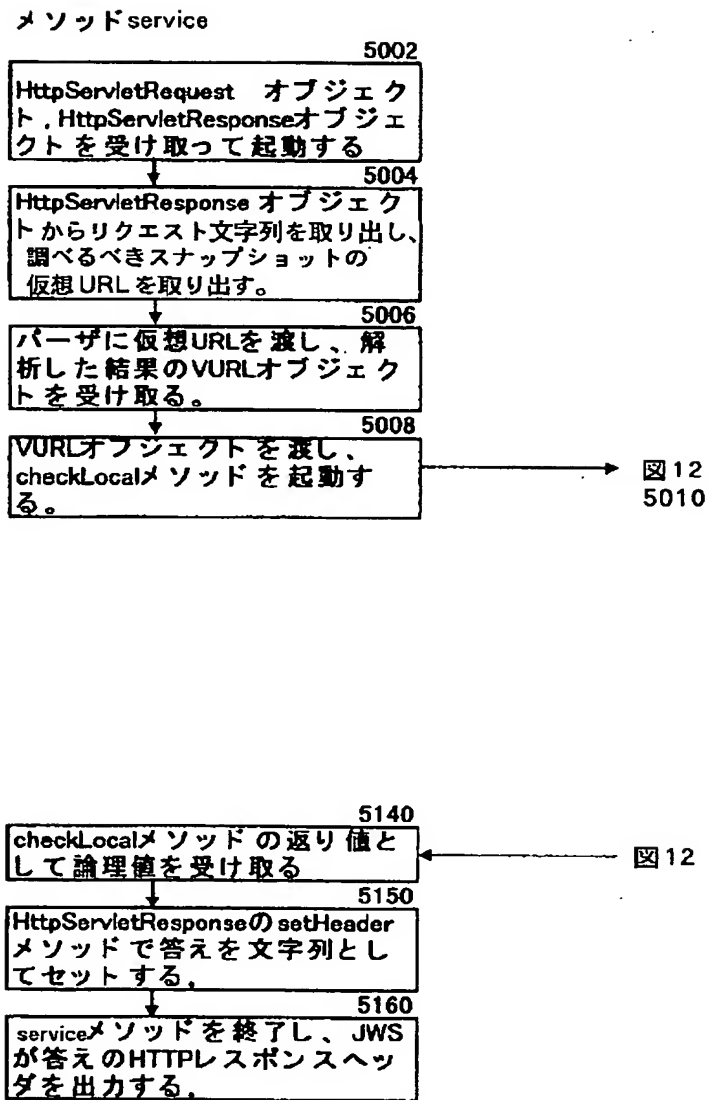 メソッドservice
5002
HttpServletRequest オブジェク
ト,HttpServletResponseオブジェ
クトを受け取って起動する
5004
HttpServletResponse オブジェク
トからリクエスト文字列を取り出し、
調べるべきスナップショットの
仮想URLを取り出す。
5006
パーザに仮想URLを渡し、解
析した結果のVURLオブジェク
トを受け取る。
5008
VURLオブジェクトを渡し、
checkLocalメソッドを起動す
る。
図12
5010
5140
checkLocalメソッドの返り値と
して論理値を受け取る
図12
5150
HttpServletResponseのsetHeader
メソッドで答えを文字列とし
てセットする.
5160
serviceメソッドを終了し、JWS
が答えのHTTPレスポンスヘッ
ダを出力する.